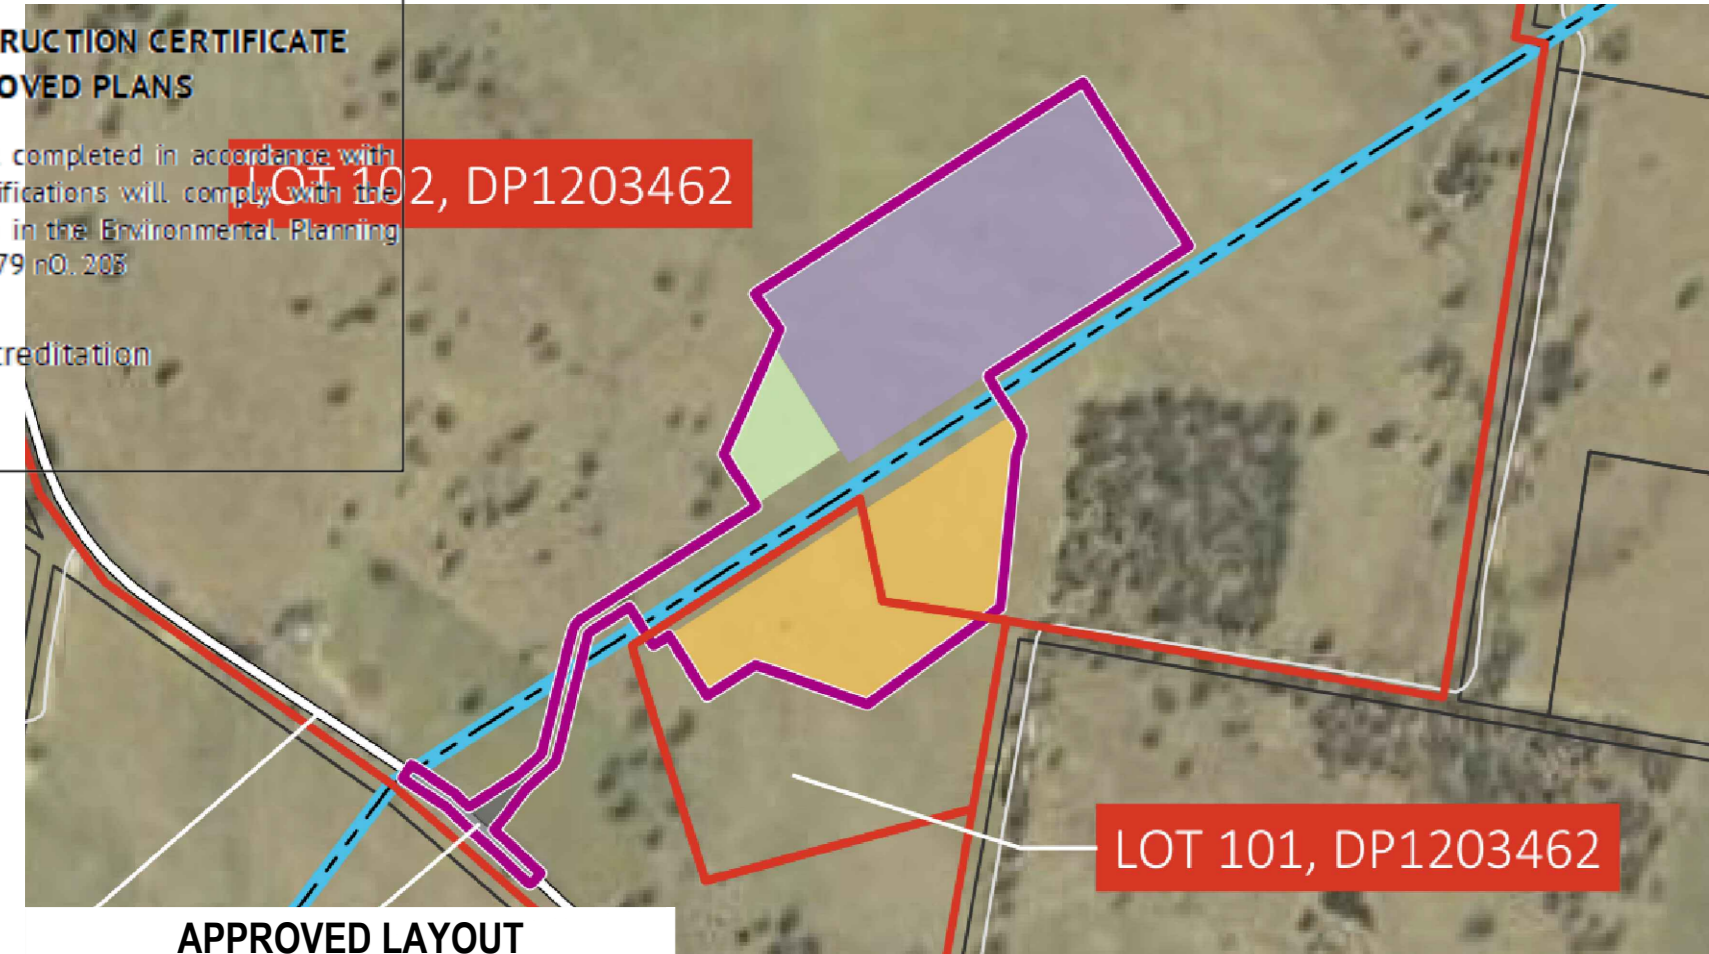 RUCTION CERTIFICATE
OVED PLANS
completed in accordance with
ifications will comply with the
in the Environmental Planning
79 nO. 203
creditation
LOT 102, DP1203462
LOT 101, DP1203462
APPROVED LAYOUT